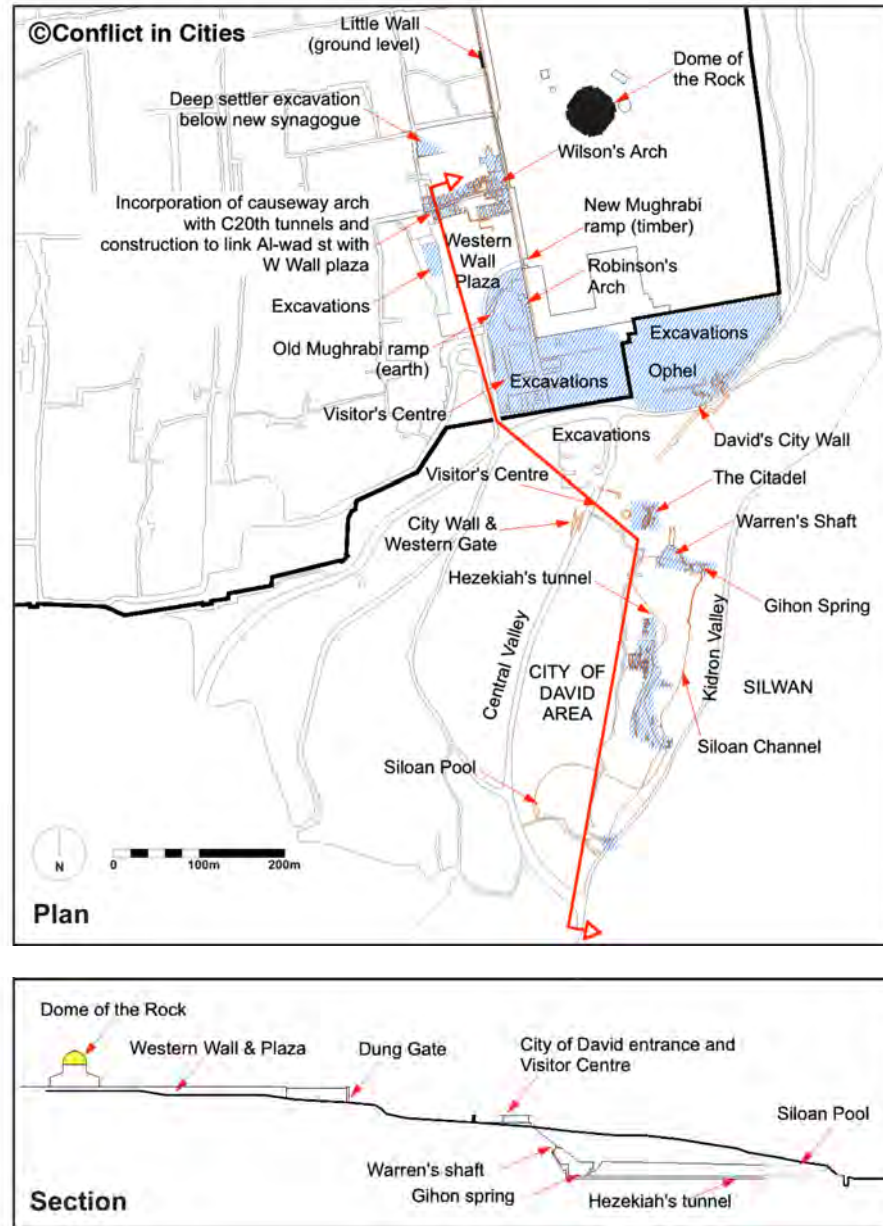 ©Conflict in Cities
Little Wall
(ground level)
Dome of
the Rock
Deep settler excavation
below new synagogue
Wilson's Arch
Incorporation of causeway arch
with C20th tunnels and
construction to link Al-wad st with
W Wall plaza
New Mughrabi
ramp (timber)
Western
Wall
Plaza
Robinson's
Arch
Excavations
Excavations
Ophel
Old Mughrabi ramp
(earth)
Excavations
Visitor's Centre
Excavations
David's City Wall
Visitor's Centre
The Citadel
City Wall &
Western Gate
Warren's Shaft
Hezekiah's tunnel
Gihon Spring
Central Valley
Kidron Valley
CITY OF
DAVID
AREA
SILWAN
Siloan Channel
Siloan Pool
N
0 100m 200m
Plan
Dome of the Rock
Western Wall & Plaza
Dung Gate
City of David entrance and
Visitor Centre
Siloan Pool
Warren's shaft
Gihon spring
Hezekiah's tunnel
Section